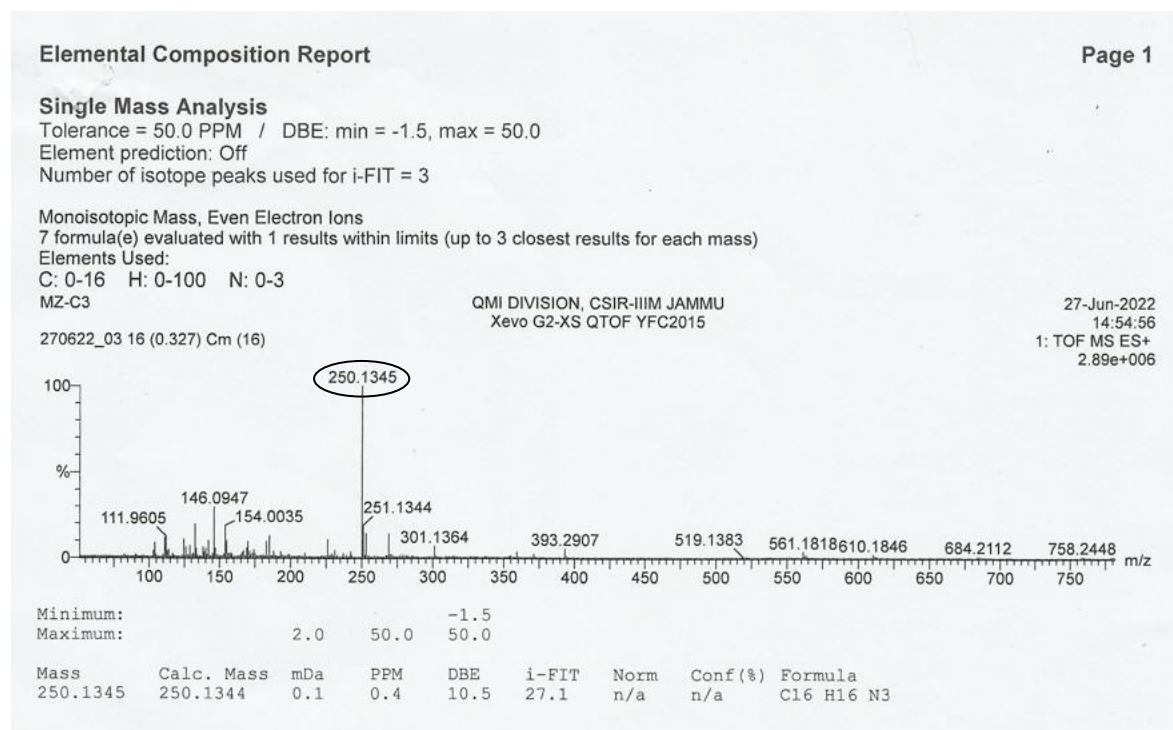 Elemental Composition Report Page 1
Single Mass Analysis
Tolerance = 50.0 PPM / DBE: min = -1.5, max = 50.0
Element prediction: Off
Number of isotope peaks used for i-FIT = 3
Monoisotopic Mass, Even Electron Ions
7 formula(e) evaluated with 1 results within limits (up to 3 closest results for each mass)
Elements Used:
C: 0-16 H: 0-100 N: 0-3
MZ-C3 QMI DIVISION, CSIR-IIIM JAMMU 27-Jun-2022
Xevo G2-XS QTOF YFC2015 14:54:56
270622_03 16 (0.327) Cm (16) 1: TOF MS ES+
2.89e+006
100 250.1345
%
146.0947 251.1344
111.9605 154.0035
301.1364 393.2907 519.1383 561.1818 610.1846 684.2112 758.2448
0 m/z
100 150 200 250 300 350 400 450 500 550 600 650 700 750
Minimum: -1.5
Maximum: 2.0 50.0 50.0
Mass Calc. Mass mDa PPM DBE i-FIT Norm Conf(%) Formula
250.1345 250.1344 0.1 0.4 10.5 27.1 n/a n/a C16 H16 N3